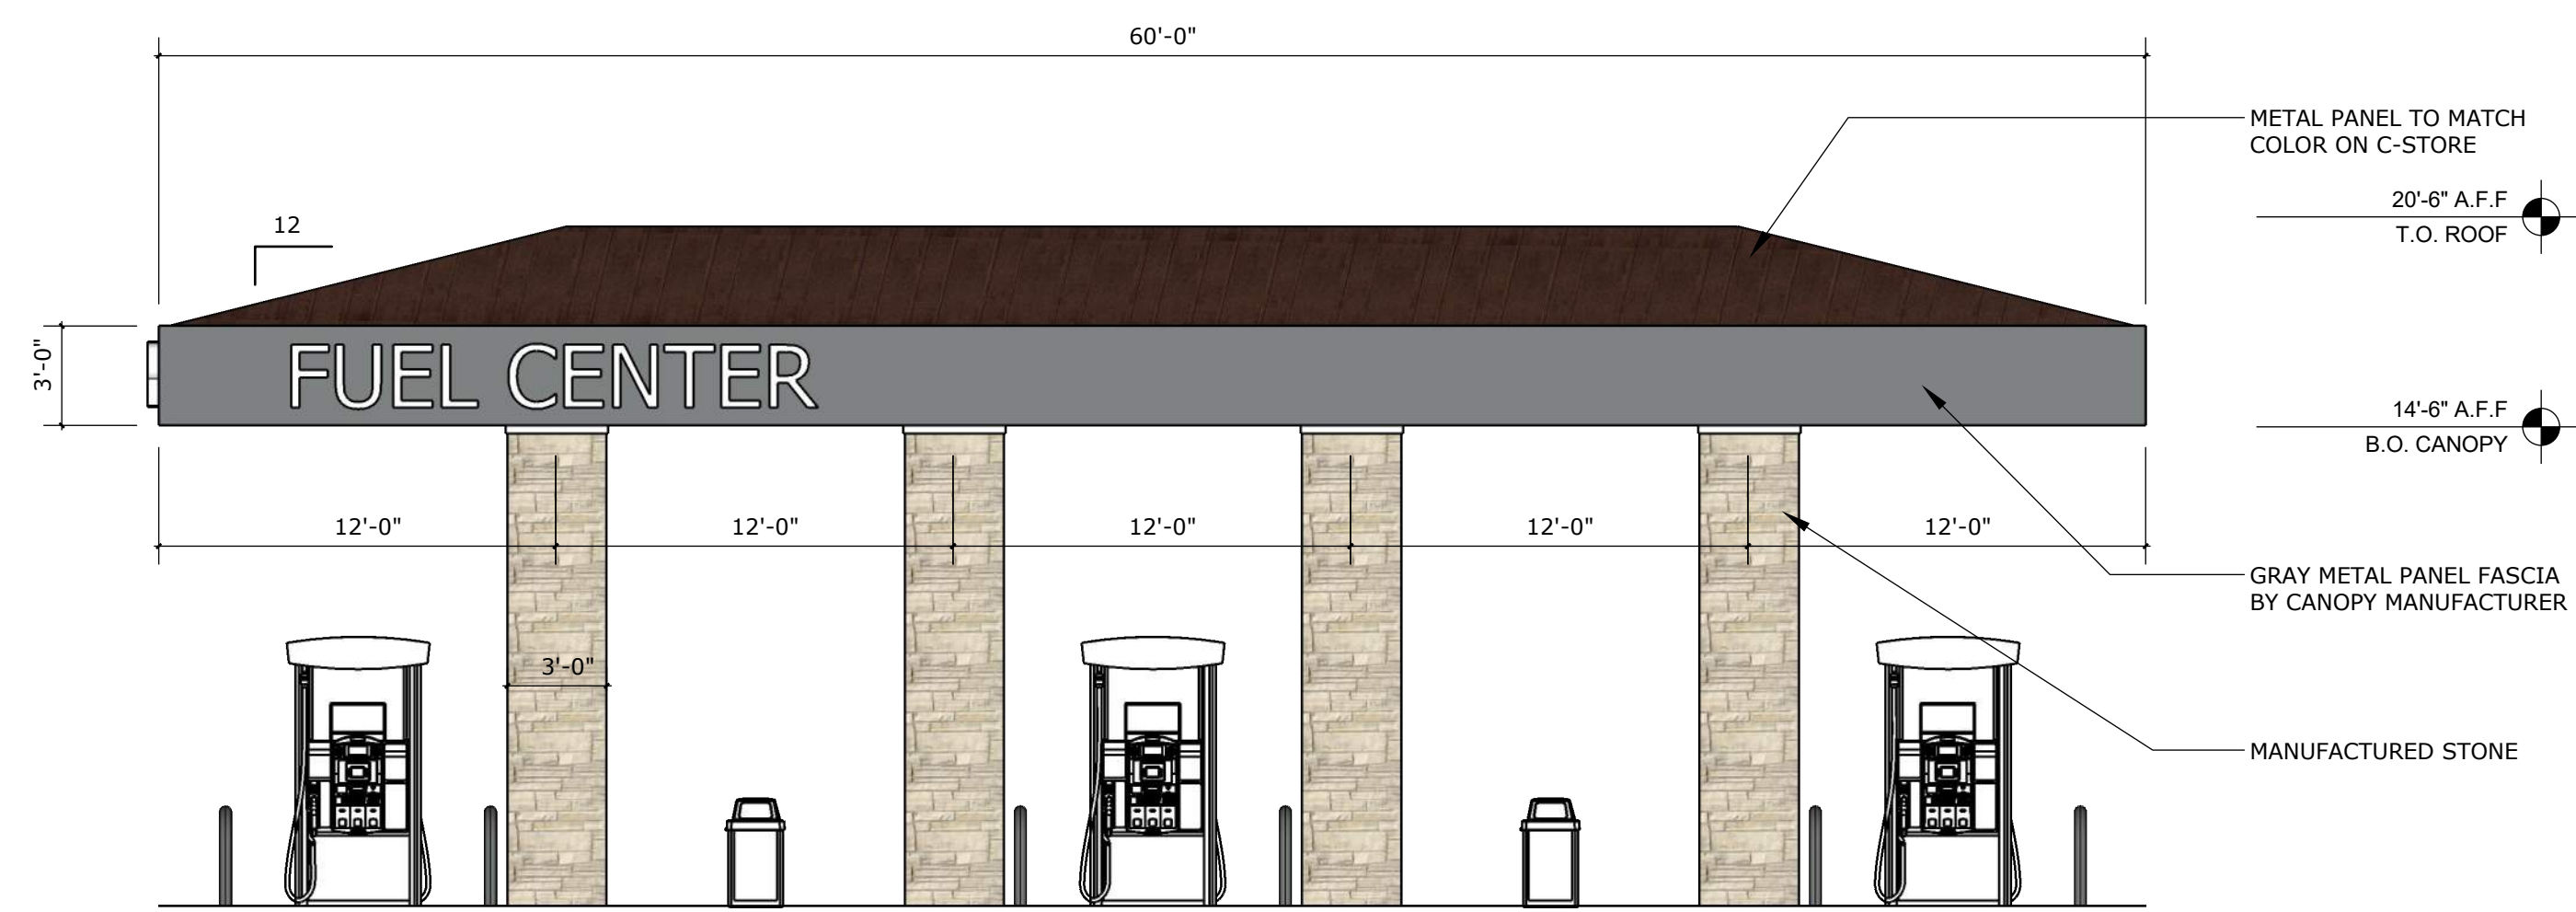 60'-0"
METAL PANEL TO MATCH
COLOR ON C-STORE
20'-6" A.F.F
T.O. ROOF
12
3'-0"
FUEL CENTER
14'-6" A.F.F
B.O. CANOPY
12'-0"
12'-0"
12'-0"
12'-0"
12'-0"
GRAY METAL PANEL FASCIA
BY CANOPY MANUFACTURER
3'-0"
MANUFACTURED STONE